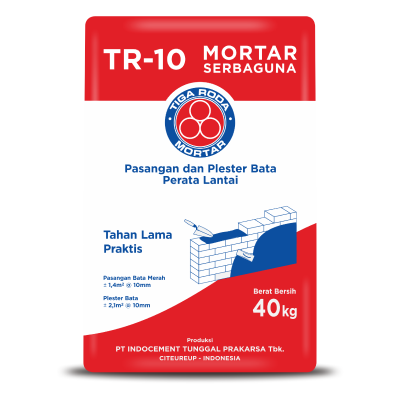 TR-10
MORTAR
SERBAGUNA
TIGA RODA
MORTAR
Pasangan dan Plester Bata
Perata Lantai
Tahan Lama
Praktis
Pasangan Bata Merah
± 1,4m² @ 10mm
Plester Bata
± 2,1m² @ 10mm
Berat Bersih
40kg
Produksi
PT INDOCEMENT TUNGGAL PRAKARSA Tbk.
CITEUREUP - INDONESIA